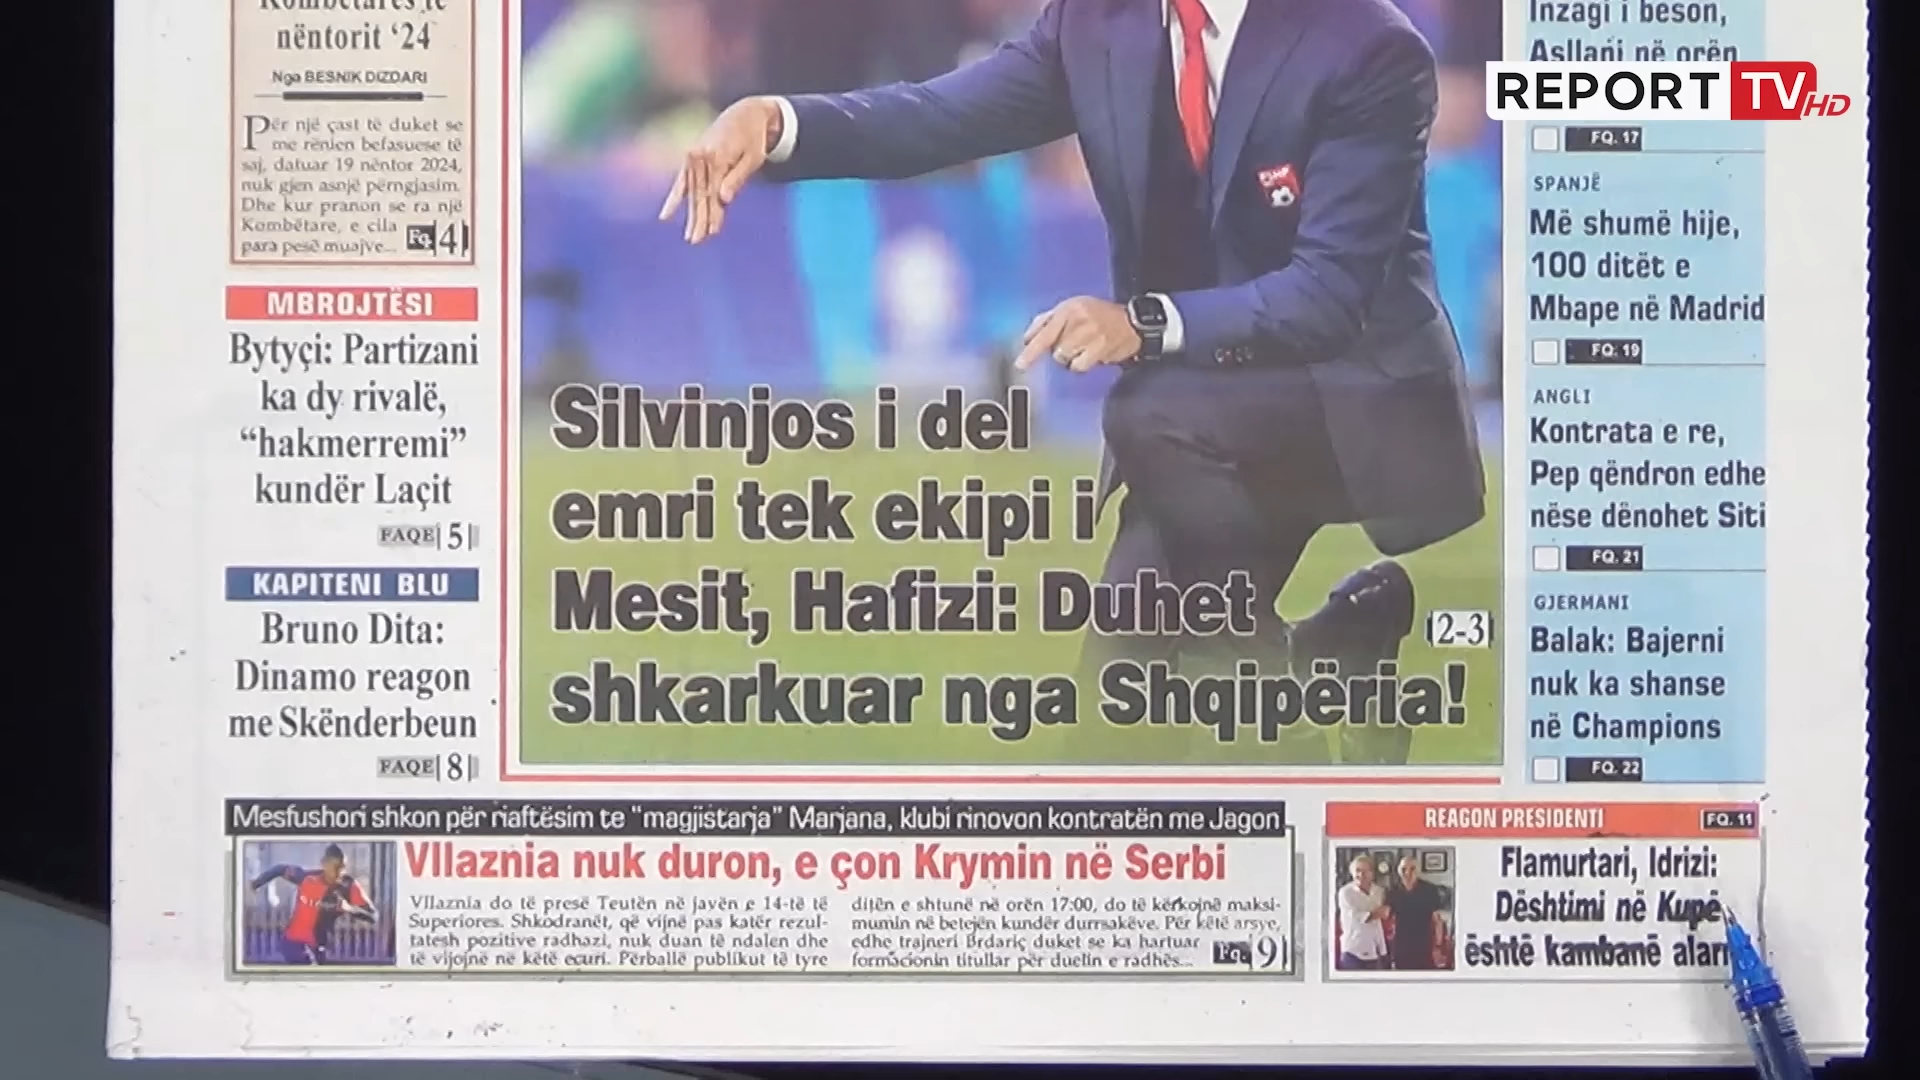 Kombëtares të
nëntorit ‘24
Nga BESNIK DIZDARI
Për një çast të duket se
me rënien befasuese të
saj, datuar 19 nëntor 2024,
nuk gjen asnjë përngjasim.
Dhe kur pranon se ra një
Kombëtare, e cila
para pesë muajve...
Fq. 4
MBROJTËSI
Bytyçi: Partizani
ka dy rivalë,
“hakmerremi”
kundër Laçit
FAQE 5
KAPITENI BLU
Bruno Dita:
Dinamo reagon
me Skënderbeun
FAQE 8
FSHF
Silvinjos i del
emri tek ekipi i
Mesit, Hafizi: Duhet
shkarkuar nga Shqipëria!
2-3
Inzagi i beson,
Asllani në orën
REPORT TV HD
FQ. 17
SPANJË
Më shumë hije,
100 ditët e
Mbape në Madrid
FQ. 19
ANGLI
Kontrata e re,
Pep qëndron edhe
nëse dënohet Siti
FQ. 21
GJERMANI
Balak: Bajerni
nuk ka shanse
në Champions
FQ. 22
Mesfushori shkon për riaftësim te "magjistarja" Marjana, klubi rinovon kontratën me Jagon
Vllaznia nuk duron, e çon Krymin në Serbi
Vllaznia do të presë Teutën në javën e 14-të të
Superiores. Shkodranët, që vijnë pas katër rezul-
tatesh pozitive radhazi, nuk duan të ndalen dhe
të vijojnë në këtë ecuri. Përballë publikut të tyre
ditën e shtunë në orën 17:00, do të kërkojnë maksi-
mumin në betejën kundër durrsakëve. Për këtë arsye,
edhe trajneri Brdariç duket se ka hartuar
formacionin titullar për duelin e radhës...
Fq. 9
REAGON PRESIDENTI
FQ. 11
Flamurtari, Idrizi:
Dështimi në Kupë
është kambanë alarm